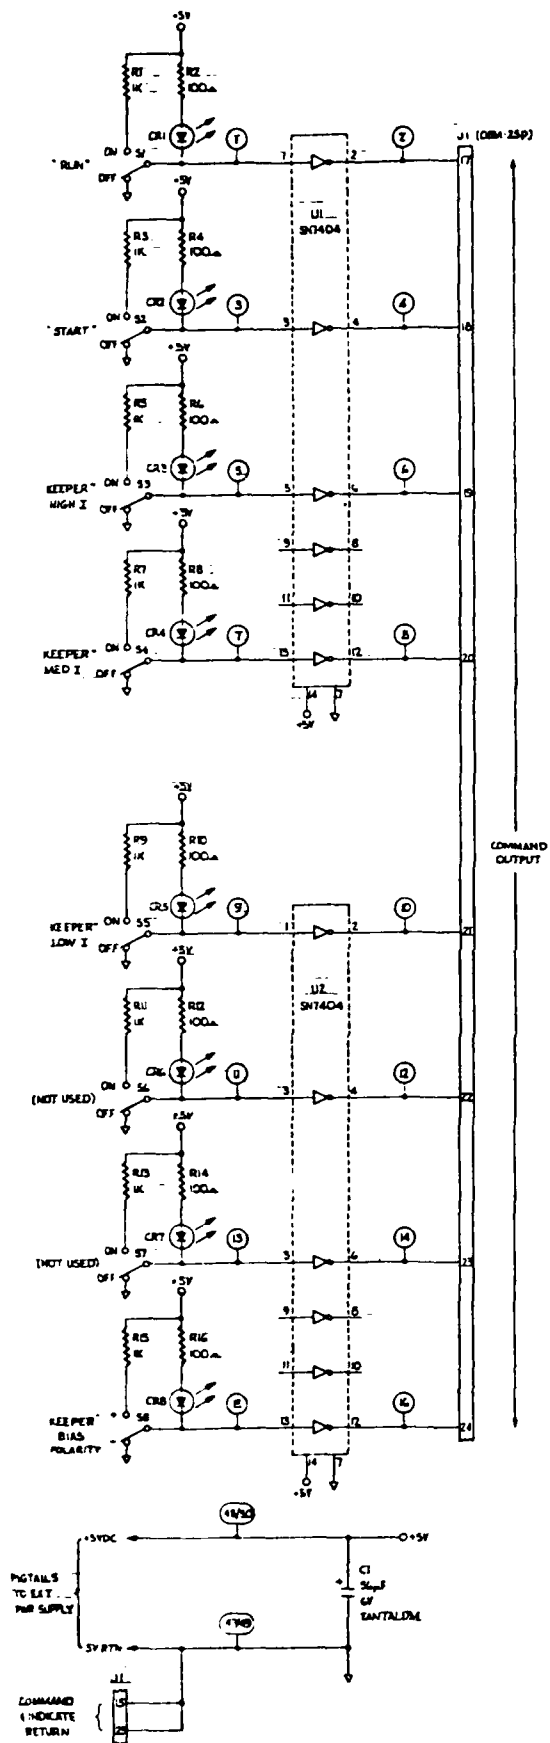 +5V
R1 1K
R2 100Ω
CR1
ON
S1
"RUN"
OFF
1
7
2
2
J1 (DBM-25P)
17
+5V
U1
SN7404
R3 1K
R4 100Ω
CR2
ON
S2
"START"
OFF
3
3
4
4
18
+5V
R5 1K
R6 100Ω
CR3
ON
S3
KEEPER"
HIGH I
OFF
5
5
6
6
19
+5V
R7 1K
R8 100Ω
9
8
11
10
CR4
ON
S4
KEEPER"
MED I
OFF
7
13
12
8
20
14
7
+5V
COMMAND
OUTPUT
+5V
R9 1K
R10 100Ω
CR5
ON
S5
KEEPER"
LOW I
OFF
9
1
2
10
21
+5V
U2
SN7404
R11 1K
R12 100Ω
CR6
ON
S6
(NOT USED)
OFF
11
3
4
12
22
+5V
R13 1K
R14 100Ω
CR7
ON
S7
(NOT USED)
OFF
13
5
6
14
23
+5V
R15 1K
R16 100Ω
9
8
11
10
CR8
+
S8
KEEPER"
BIAS
POLARITY
-
15
13
12
16
24
14
7
+5V
+5VDC
49/50
+5V
PIGTAILS
TO EXT
PWR SUPPLY
+
C1
6V
TANTALUM
5V RTN
J1
COMMAND
INDICATE
RETURN
15
25